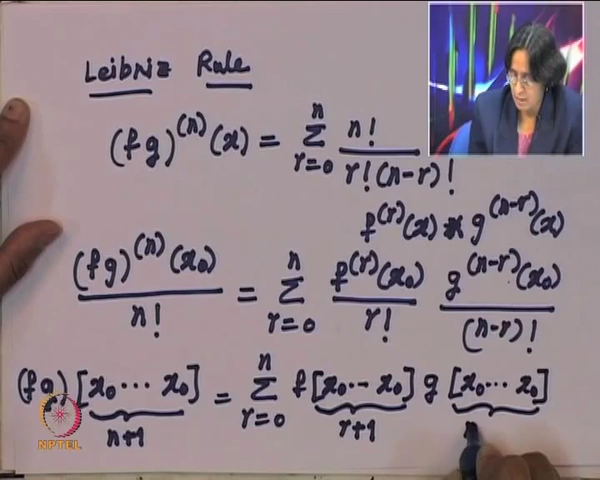 Leibniz Rule
(fg)^(n)(x) = Σ_{r=0}^{n} n! / r!(n-r)!
f^(r)(x) * g^(n-r)(x)
(fg)^(n)(x₀) / n! = Σ_{r=0}^{n} f^(r)(x₀) / r! g^(n-r)(x₀) / (n-r)!
(fg)[x₀ ··· x₀] = Σ_{r=0}^{n} f[x₀ ·· x₀] g[x₀ ··· x₀]
n+1 r+1 n
NPTEL